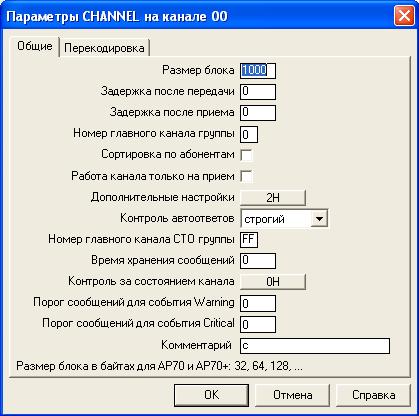 Параметры CHANNEL на канале 00
Общие Перекодировка
Размер блока 1000
Задержка после передачи 0
Задержка после приема 0
Номер главного канала группы 0
Сортировка по абонентам
Работа канала только на прием
Дополнительные настройки 2H
Контроль автоответов строгий
Номер главного канала СТО группы FF
Время хранения сообщений 0
Контроль за состоянием канала 0H
Порог сообщений для события Warning 0
Порог сообщений для события Critical 0
Комментарий с
Размер блока в байтах для АР70 и АР70+: 32, 64, 128, ...
OK Отмена Справка